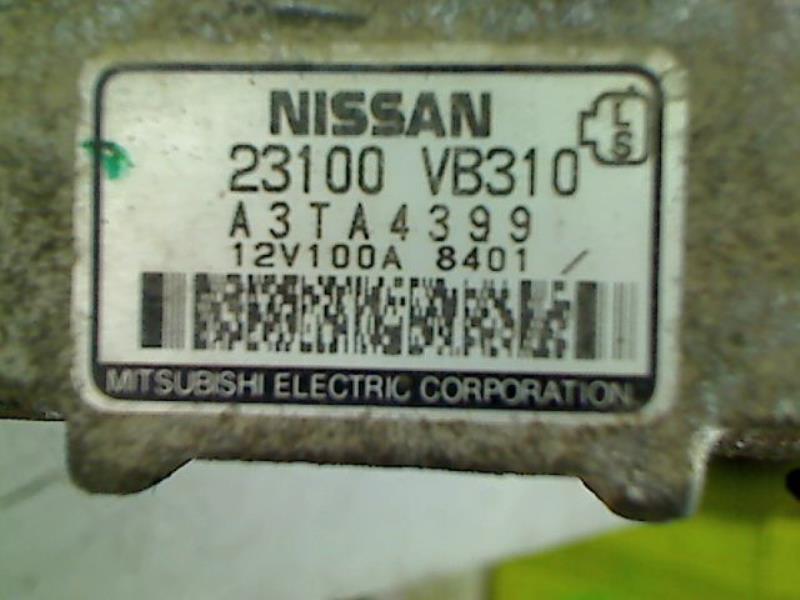 NISSAN
L
S
23100 VB310
A3TA4399
12V100A 8401 /
MITSUBISHI ELECTRIC CORPORATION